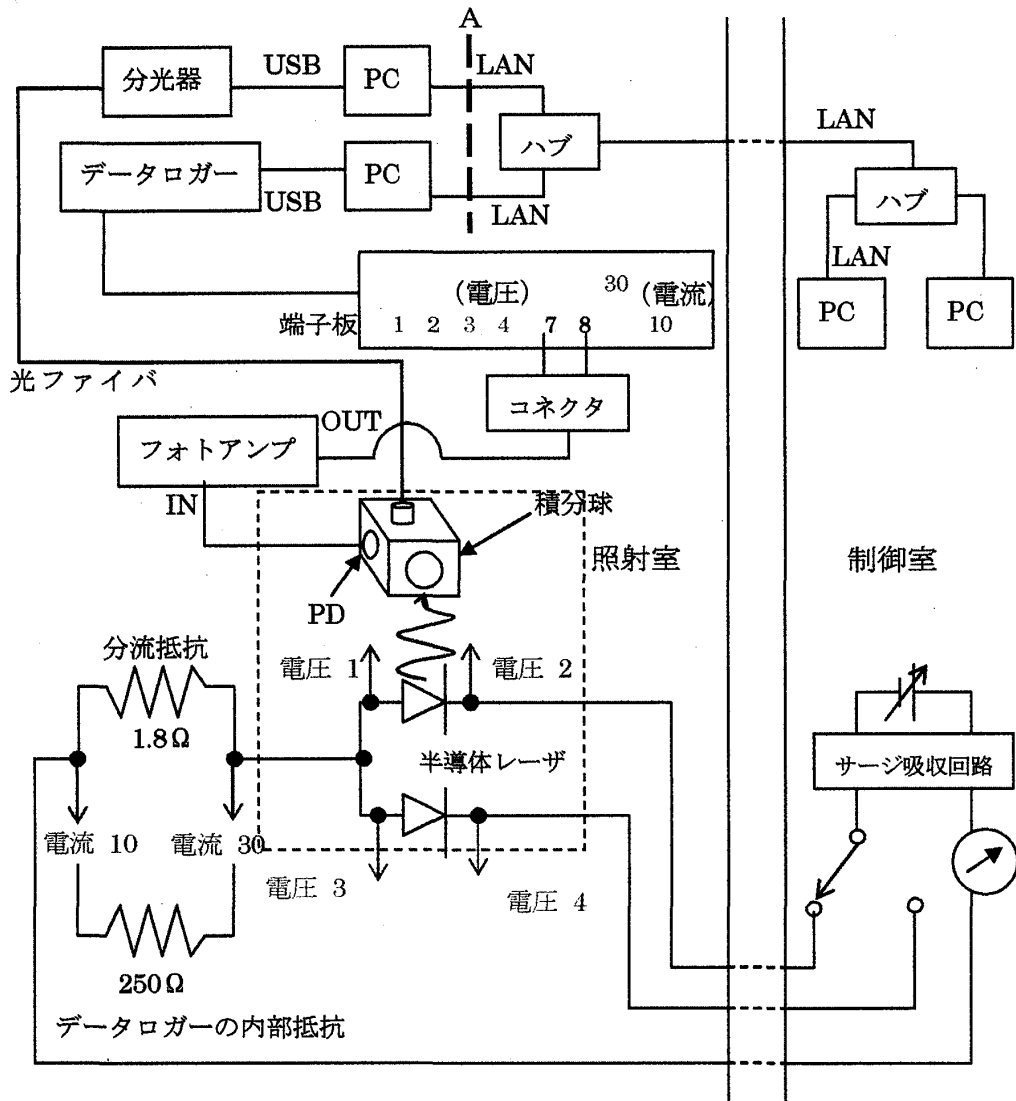 A
分光器
USB
PC
LAN
ハブ
LAN
データロガー
USB
PC
LAN
ハブ
LAN
PC
PC
(電圧)
30 (電流)
端子板
1 2 3 4 7 8 10
光ファイバ
コネクタ
フォトアンプ
OUT
IN
積分球
照射室
制御室
PD
分流抵抗
1.8Ω
電圧 1
電圧 2
半導体レーザ
サージ吸収回路
電流 10
電流 30
電圧 3
電圧 4
250Ω
データロガーの内部抵抗